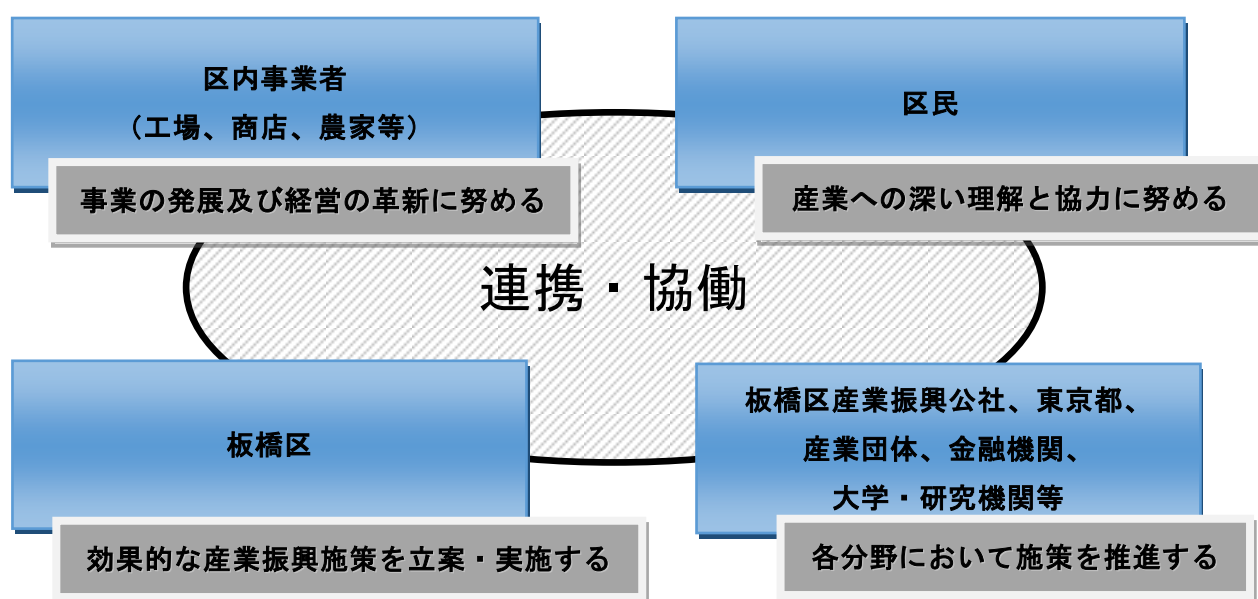 区内事業者
（工場、商店、農家等）
事業の発展及び経営の革新に努める
区民
産業への深い理解と協力に努める
連携・協働
板橋区
効果的な産業振興施策を立案・実施する
板橋区産業振興公社、東京都、
産業団体、金融機関、
大学・研究機関等
各分野において施策を推進する